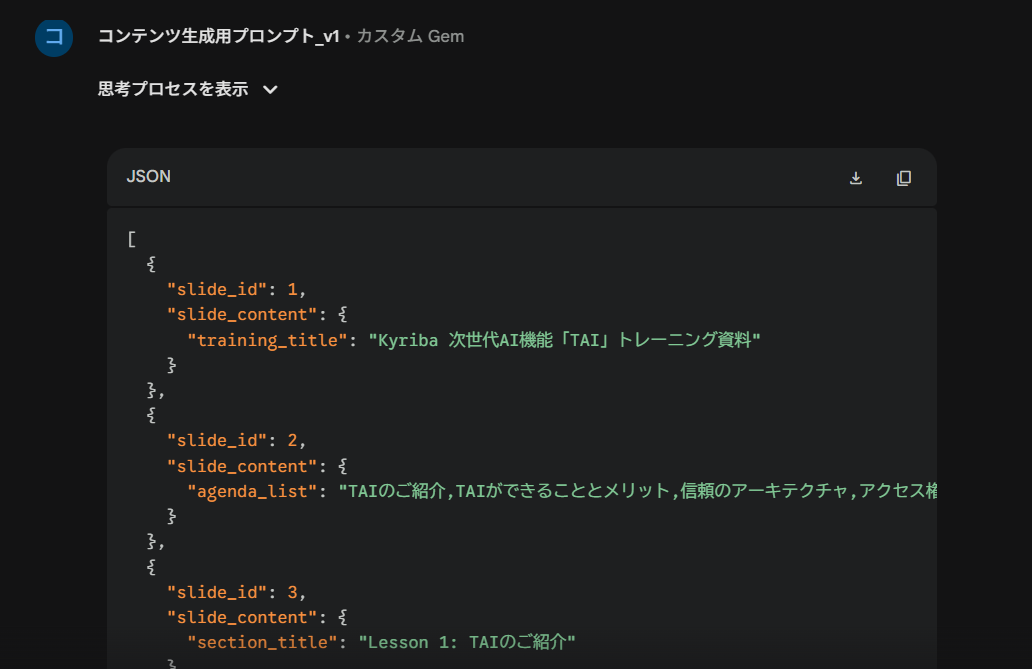 コ
コンテンツ生成用プロンプト_v1・カスタム Gem
思考プロセスを表示
JSON
[
  {
    "slide_id": 1,
    "slide_content": {
      "training_title": "Kyriba 次世代AI機能「TAI」トレーニング資料"
    }
  },
  {
    "slide_id": 2,
    "slide_content": {
      "agenda_list": "TAIのご紹介,TAIができることとメリット,信頼のアーキテクチャ,アクセス権
    }
  },
  {
    "slide_id": 3,
    "slide_content": {
      "section_title": "Lesson 1: TAIのご紹介"
    }